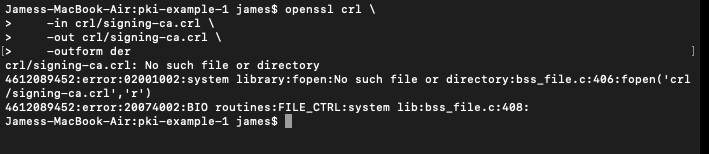 Jamess-MacBook-Air:pki-example-1 james$ openssl crl \
>     -in crl/signing-ca.crl \
>     -out crl/signing-ca.crl \
[>     -outform der ]
crl/signing-ca.crl: No such file or directory
4612089452:error:02001002:system library:fopen:No such file or directory:bss_file.c:406:fopen('crl
/signing-ca.crl','r')
4612089452:error:20074002:BIO routines:FILE_CTRL:system lib:bss_file.c:408:
Jamess-MacBook-Air:pki-example-1 james$